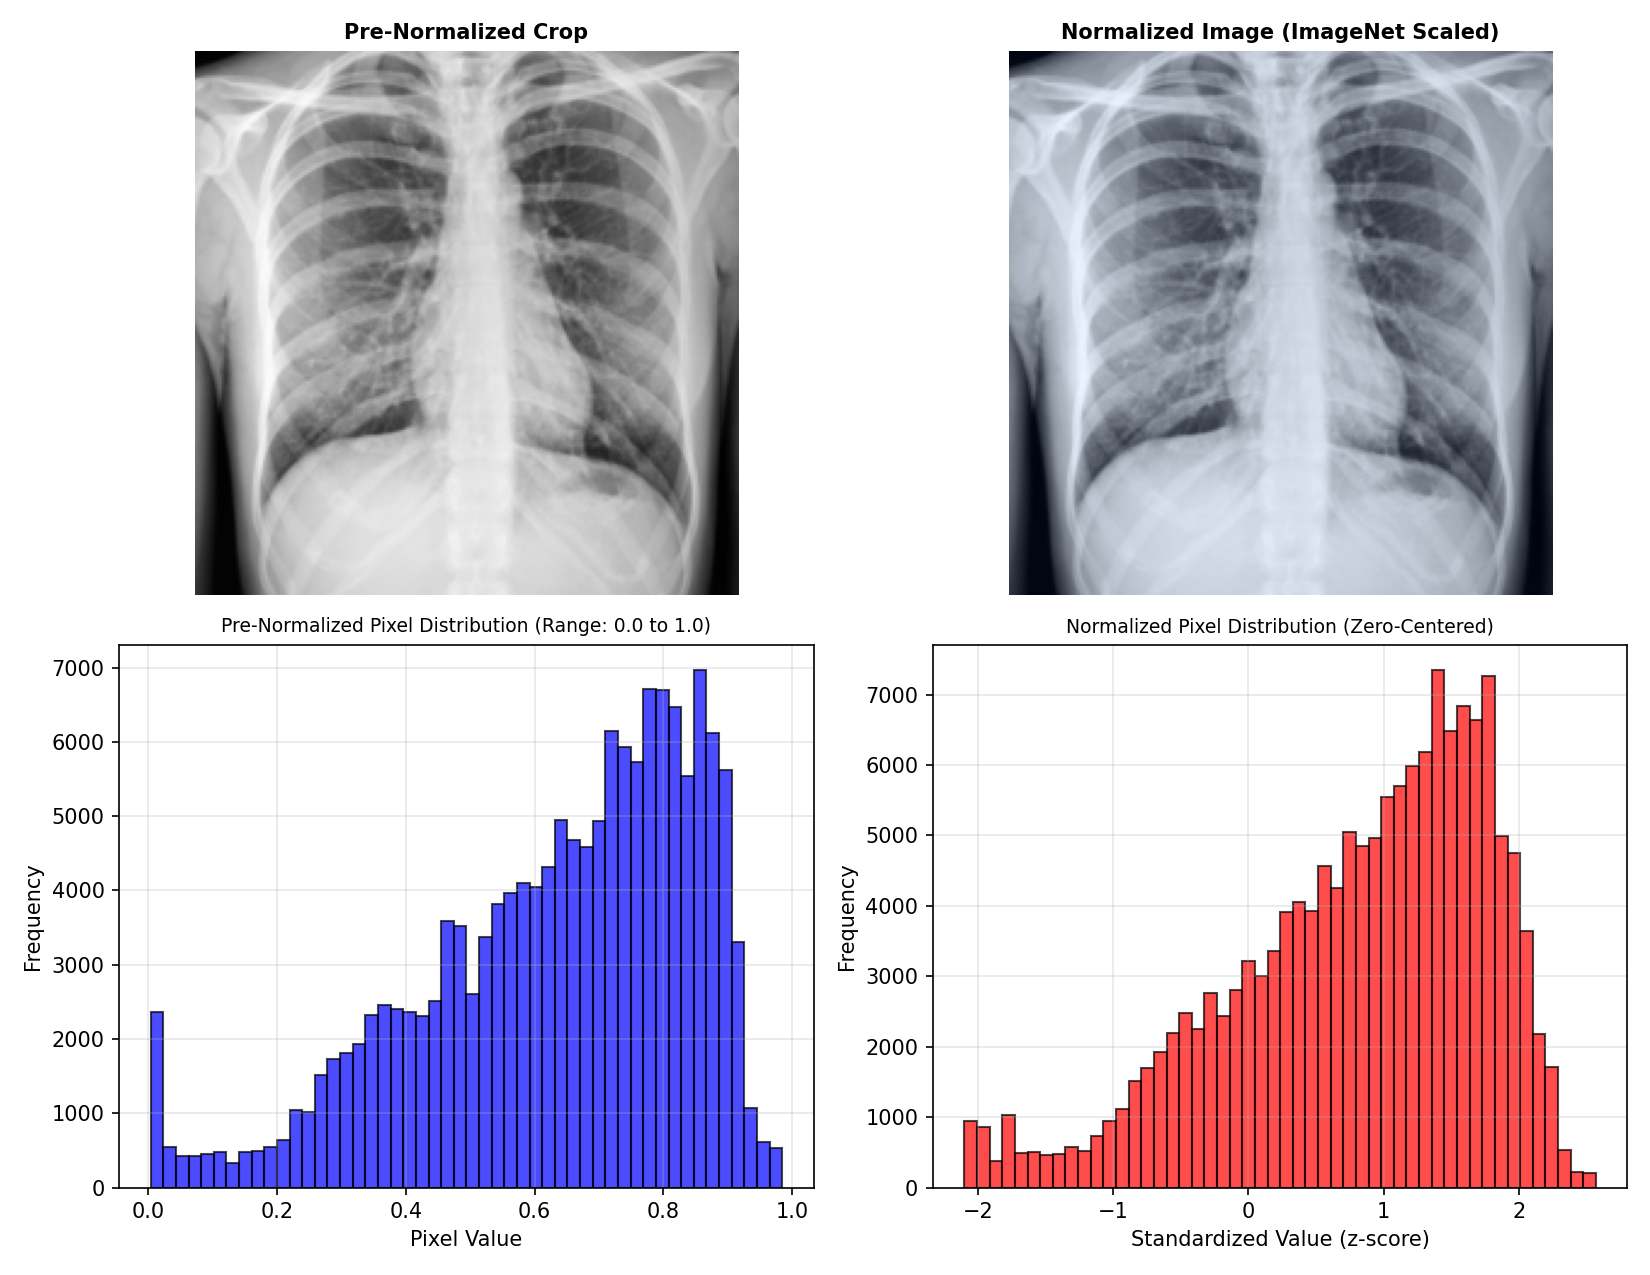 Pre-Normalized Crop
Normalized Image (ImageNet Scaled)
Pre-Normalized Pixel Distribution (Range: 0.0 to 1.0)
Frequency
7000
6000
5000
4000
3000
2000
1000
0
0.0 0.2 0.4 0.6 0.8 1.0
Pixel Value
Normalized Pixel Distribution (Zero-Centered)
Frequency
7000
6000
5000
4000
3000
2000
1000
0
−2 −1 0 1 2
Standardized Value (z-score)